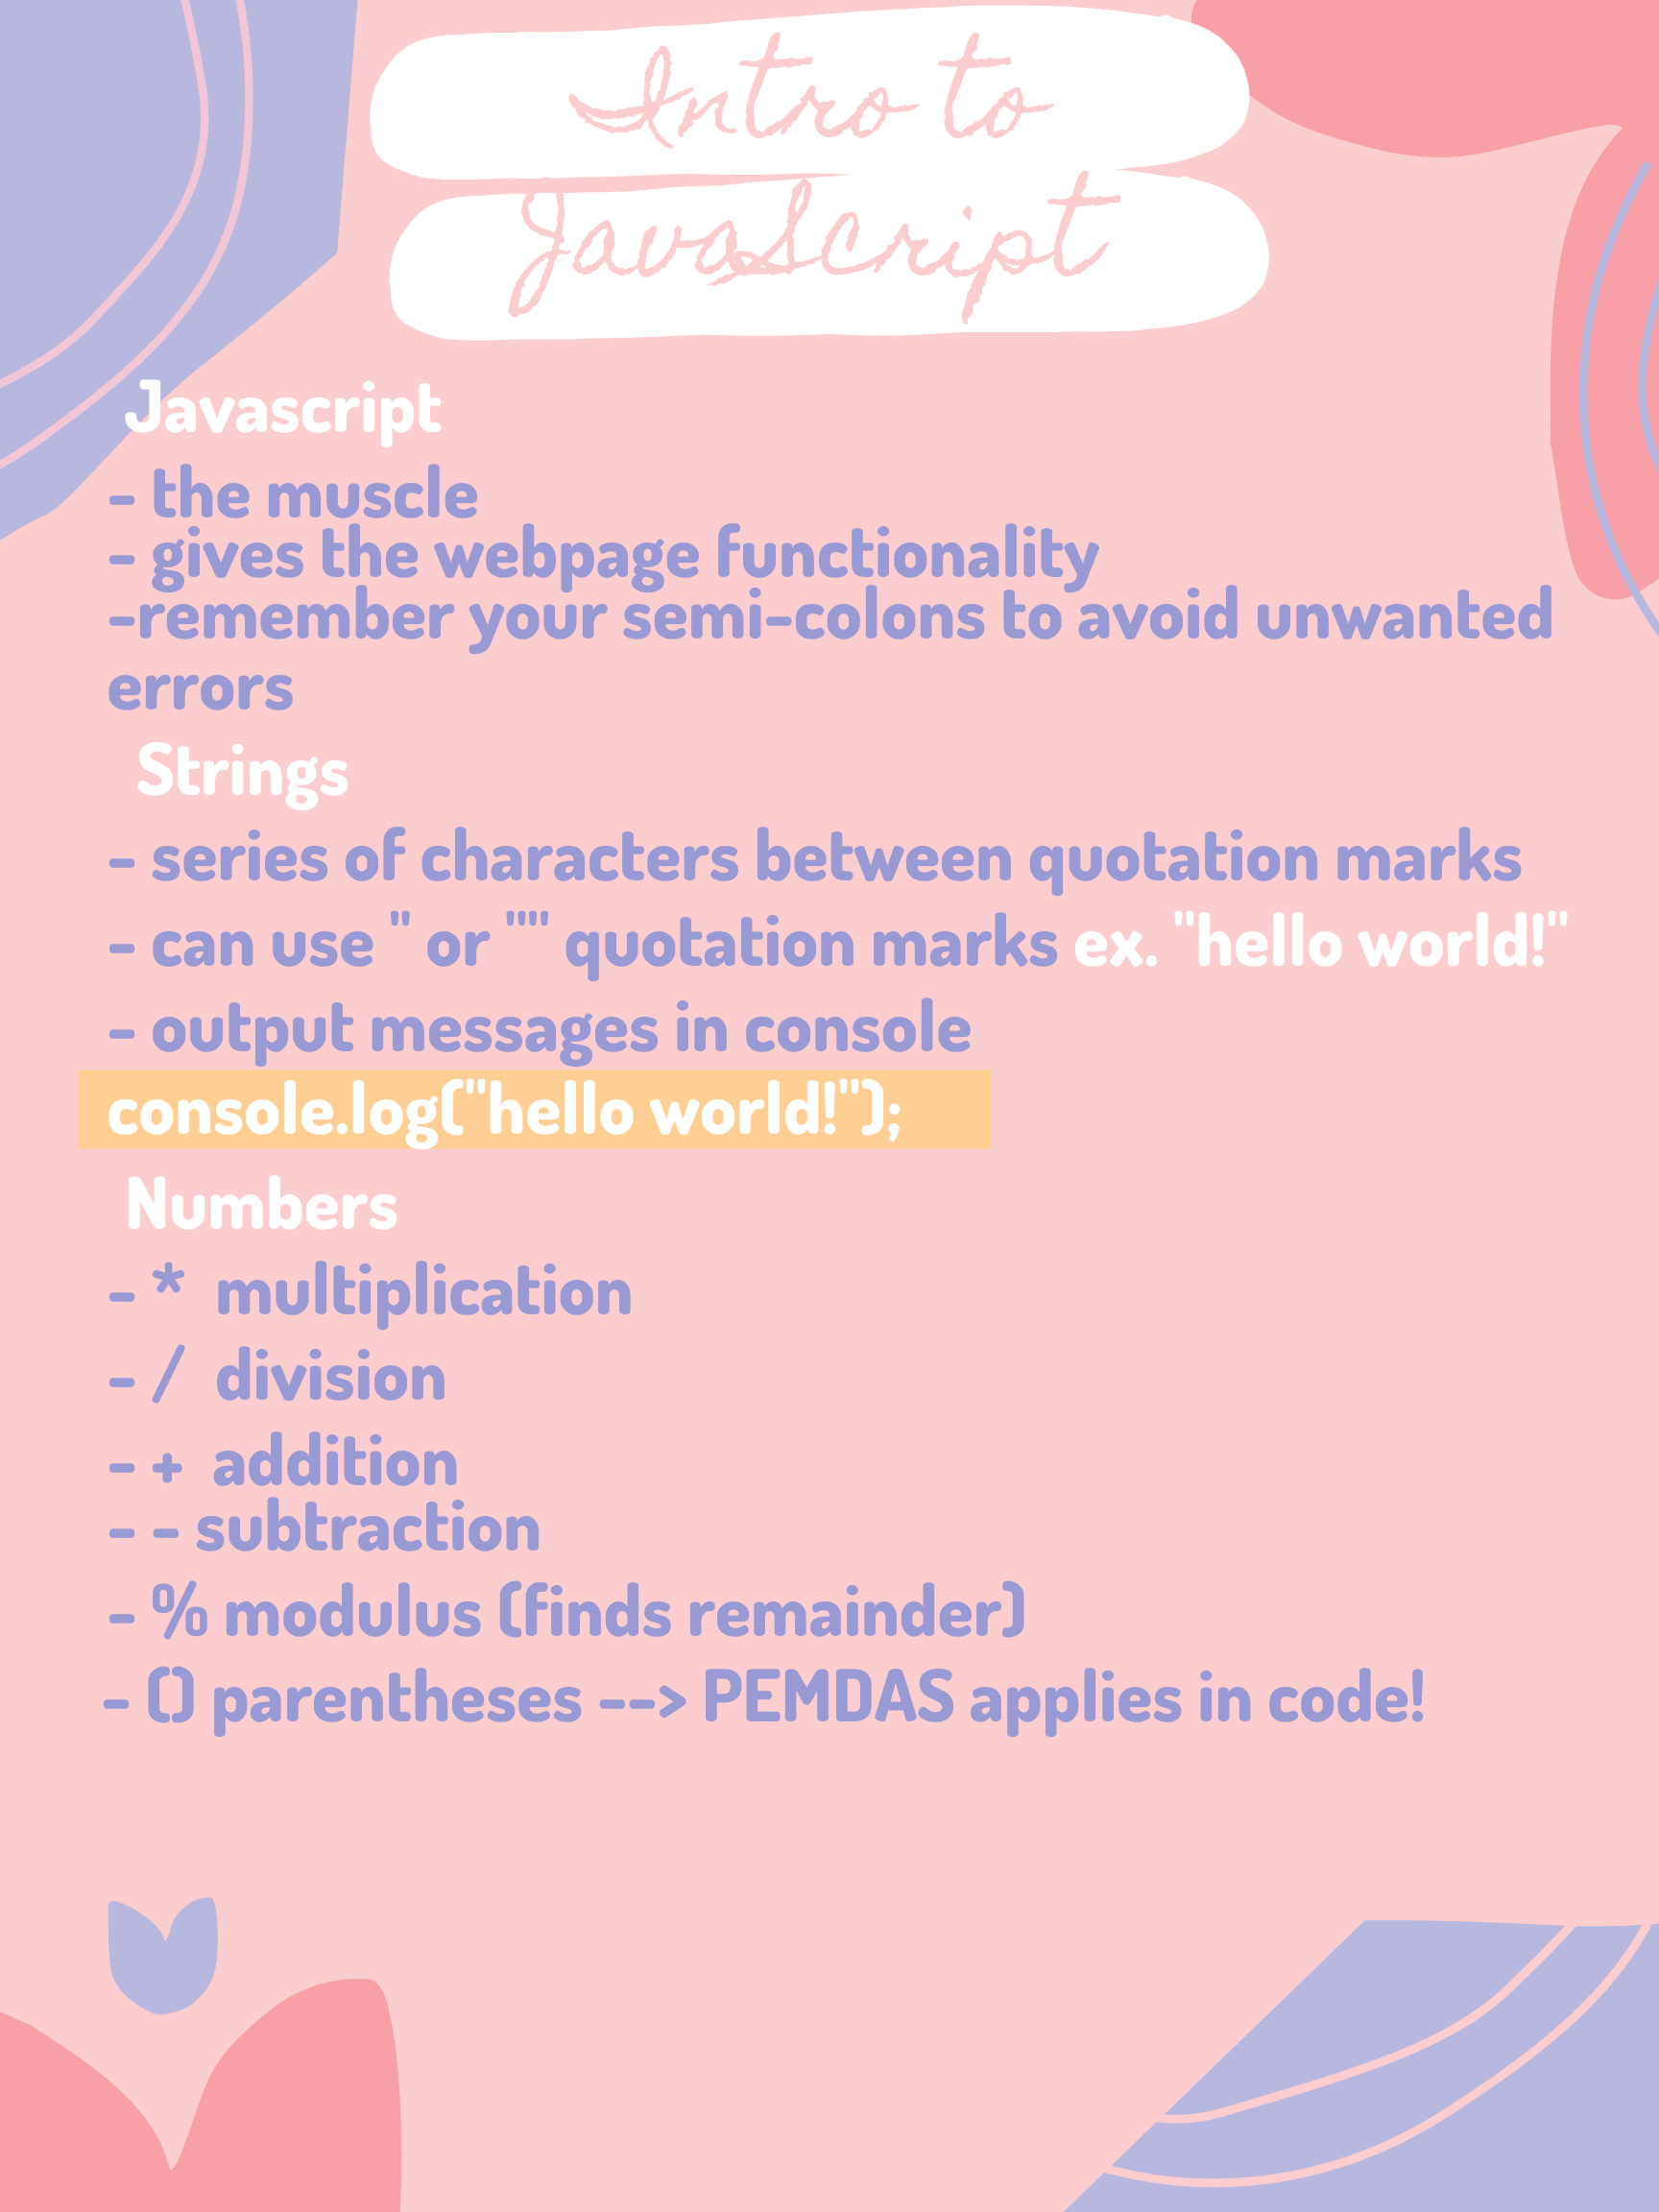 Intro to
JavaScript
Javascript
- the muscle
- gives the webpage functionality
-remember your semi-colons to avoid unwanted
errors
Strings
- series of characters between quotation marks
- can use " or "" quotation marks ex. "hello world!"
- output messages in console
console.log("hello world!");
Numbers
- * multiplication
- / division
- + addition
- - subtraction
- % modulus (finds remainder)
- () parentheses --> PEMDAS applies in code!